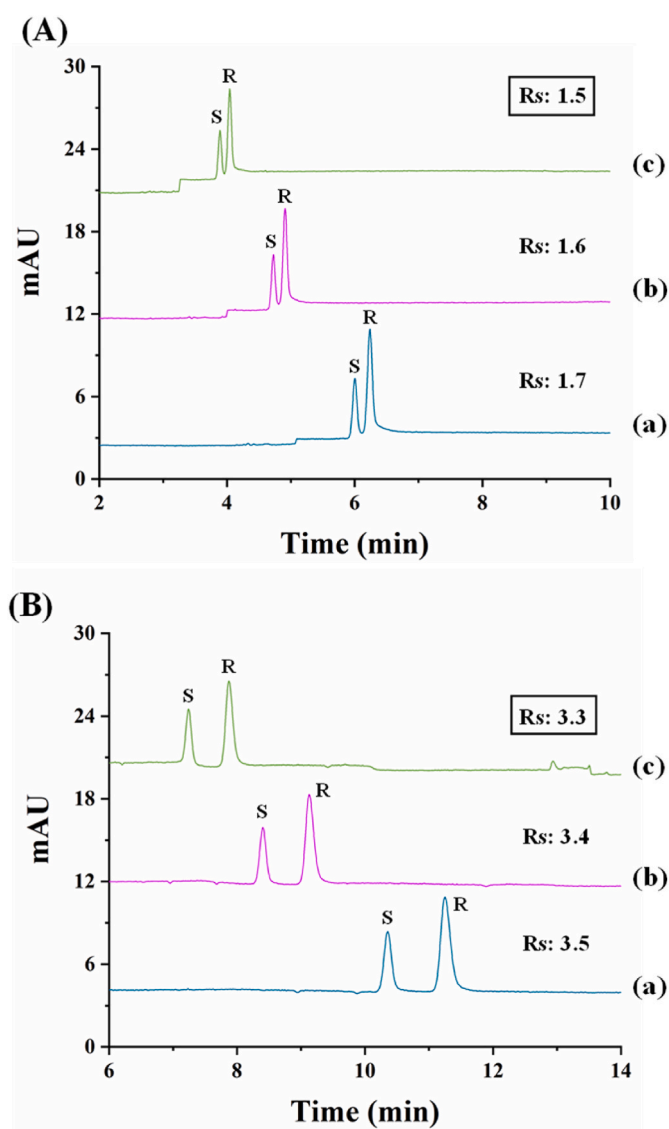 (A)
30
24
18
12
6
0
mAU
S
R
Rs: 1.5
(c)
S
R
Rs: 1.6
(b)
S
R
Rs: 1.7
(a)
2
4
6
8
10
Time (min)
(B)
30
24
18
12
6
0
mAU
S
R
Rs: 3.3
(c)
S
R
Rs: 3.4
(b)
S
R
Rs: 3.5
(a)
6
8
10
12
14
Time (min)